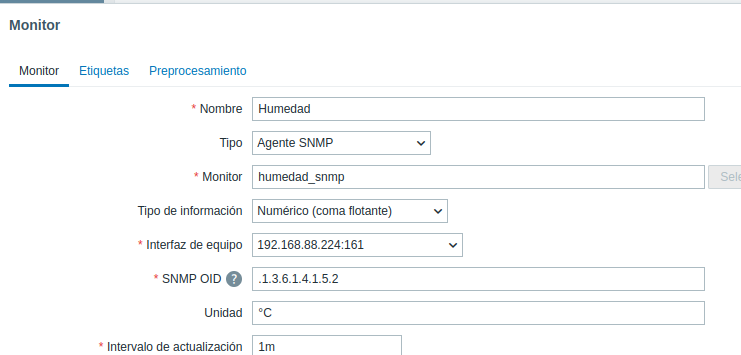 Monitor
Monitor Etiquetas Preprocesamiento
* Nombre Humedad
Tipo Agente SNMP
* Monitor humedad_snmp Sele
Tipo de información Numérico (coma flotante)
* Interfaz de equipo 192.168.88.224:161
* SNMP OID ? .1.3.6.1.4.1.5.2
Unidad °C
* Intervalo de actualización 1m